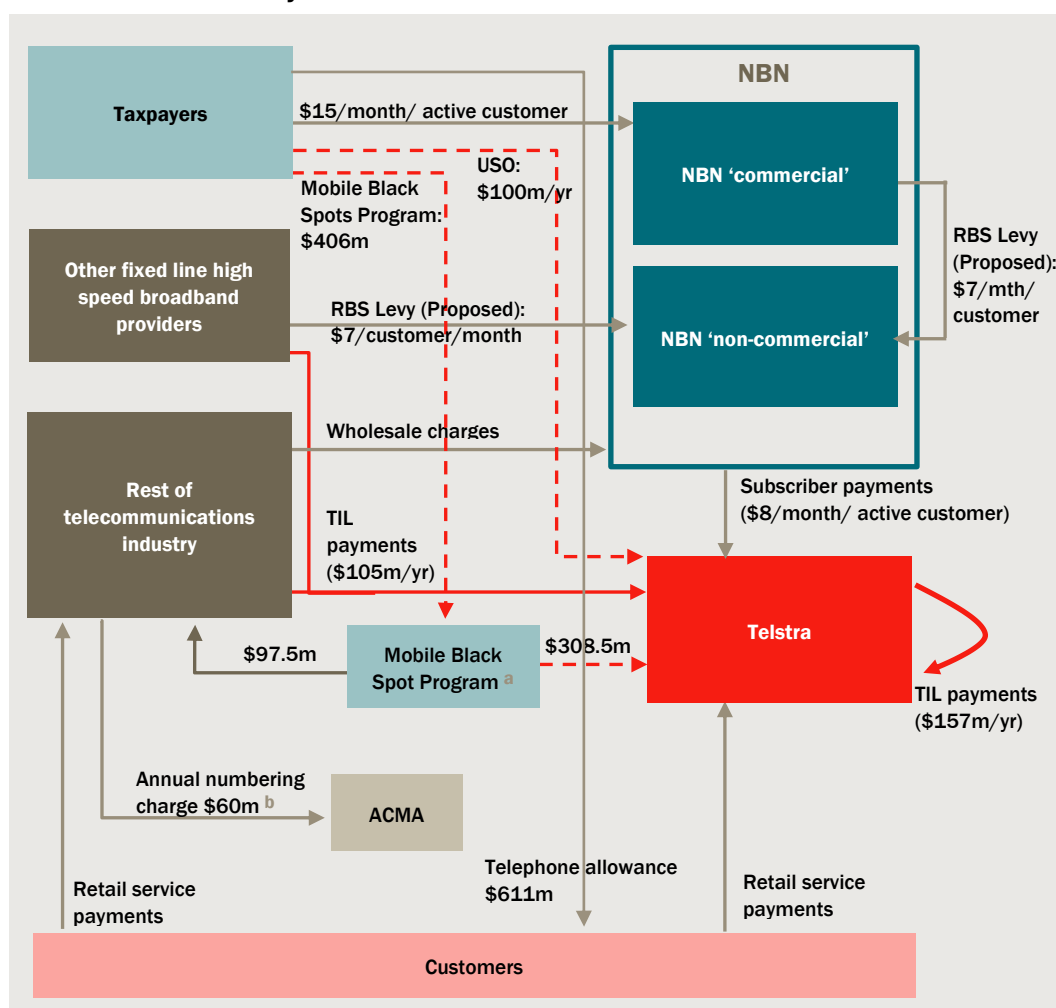 Taxpayers
NBN
$15/month/ active customer
NBN ‘commercial’
USO:
$100m/yr
Mobile Black
Spots Program:
$406m
RBS Levy
(Proposed):
$7/mth/
customer
Other fixed line high
speed broadband
providers
RBS Levy (Proposed):
$7/customer/month
NBN ‘non-commercial’
Wholesale charges
Rest of
telecommunications
industry
Subscriber payments
($8/month/ active customer)
TIL
payments
($105m/yr)
Telstra
$97.5m
Mobile Black
Spot Program a
$308.5m
TIL payments
($157m/yr)
Annual numbering
charge $60m b
ACMA
Telephone allowance
$611m
Retail service
payments
Retail service
payments
Customers